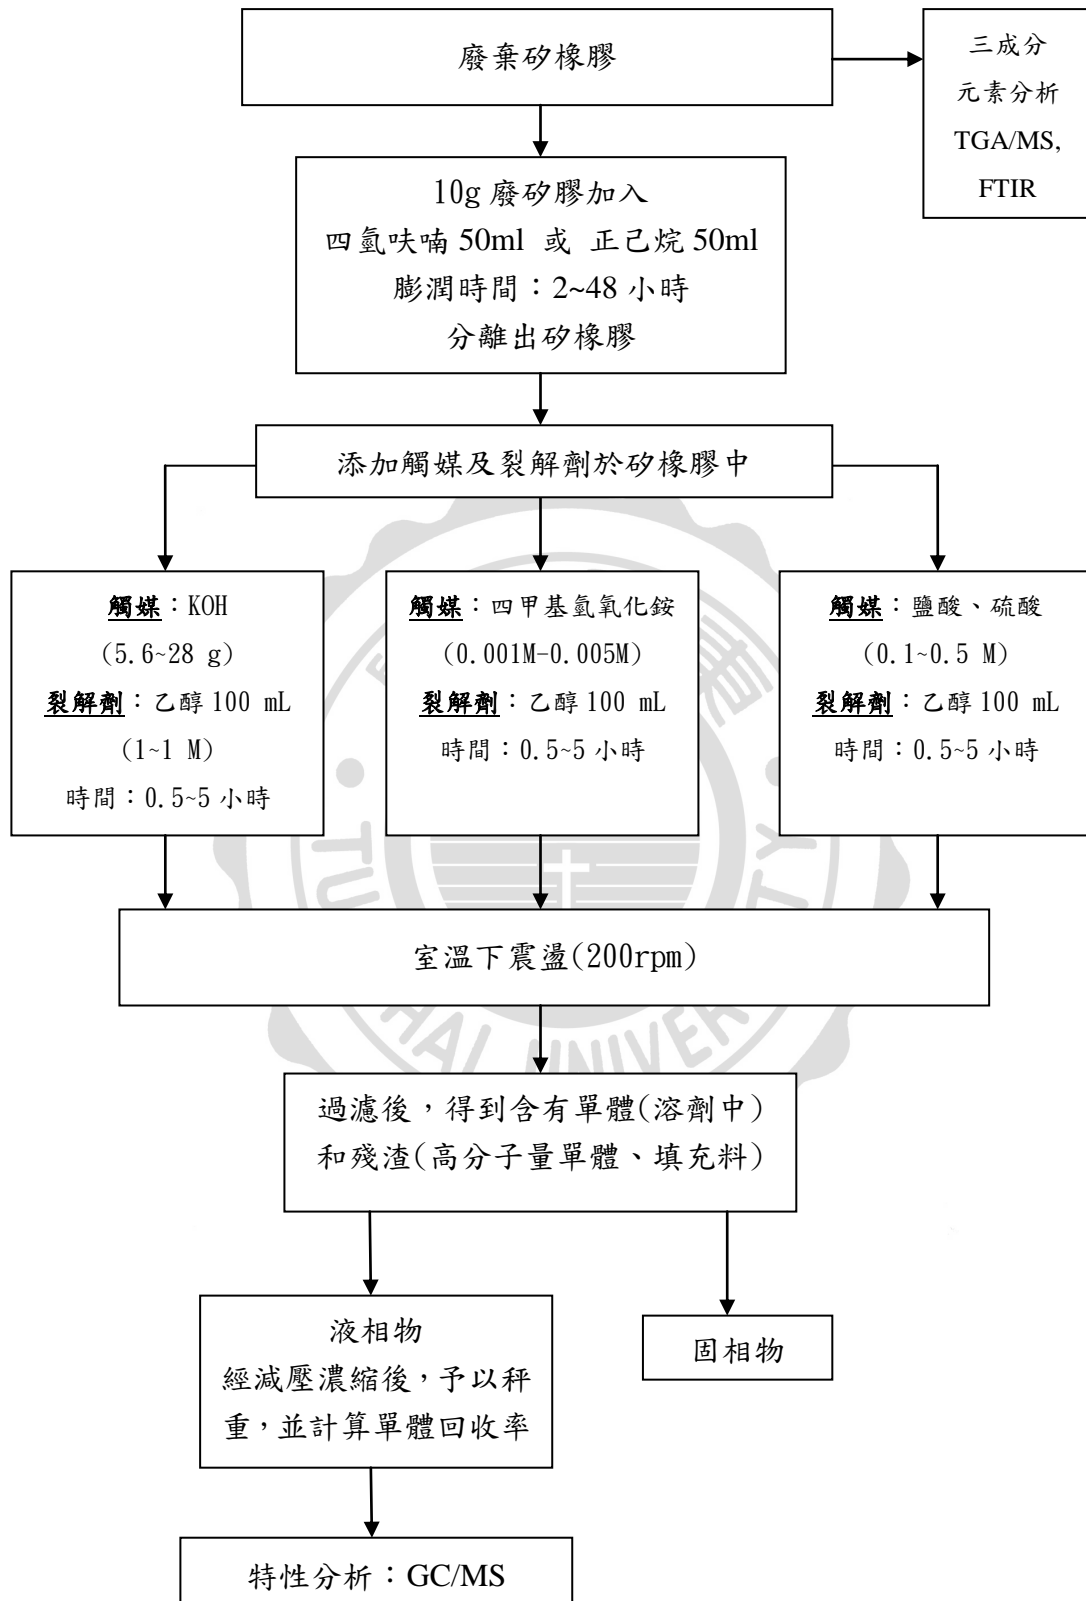 廢棄矽橡膠
三成分
元素分析
TGA/MS,
FTIR
10g 廢矽膠加入
四氫呋喃 50ml 或 正己烷 50ml
膨潤時間：2~48 小時
分離出矽橡膠
添加觸媒及裂解劑於矽橡膠中
觸媒：KOH
(5.6~28 g)
裂解劑：乙醇 100 mL
(1~1 M)
時間：0.5~5 小時
觸媒：四甲基氫氧化銨
(0.001M-0.005M)
裂解劑：乙醇 100 mL
時間：0.5~5 小時
觸媒：鹽酸、硫酸
(0.1~0.5 M)
裂解劑：乙醇 100 mL
時間：0.5~5 小時
室溫下震盪(200rpm)
過濾後，得到含有單體(溶劑中)
和殘渣(高分子量單體、填充料)
液相物
經減壓濃縮後，予以秤
重，並計算單體回收率
固相物
特性分析：GC/MS
TU
HAI UNIVER
TY